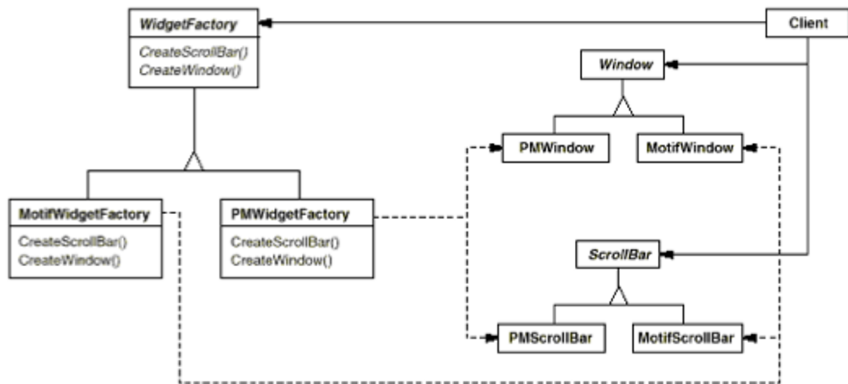 WidgetFactory
CreateScrollBar()
CreateWindow()
Client
Window
PMWindow
MotifWindow
MotifWidgetFactory
CreateScrollBar()
CreateWindow()
PMWidgetFactory
CreateScrollBar()
CreateWindow()
ScrollBar
PMScrollBar
MotifScrollBar